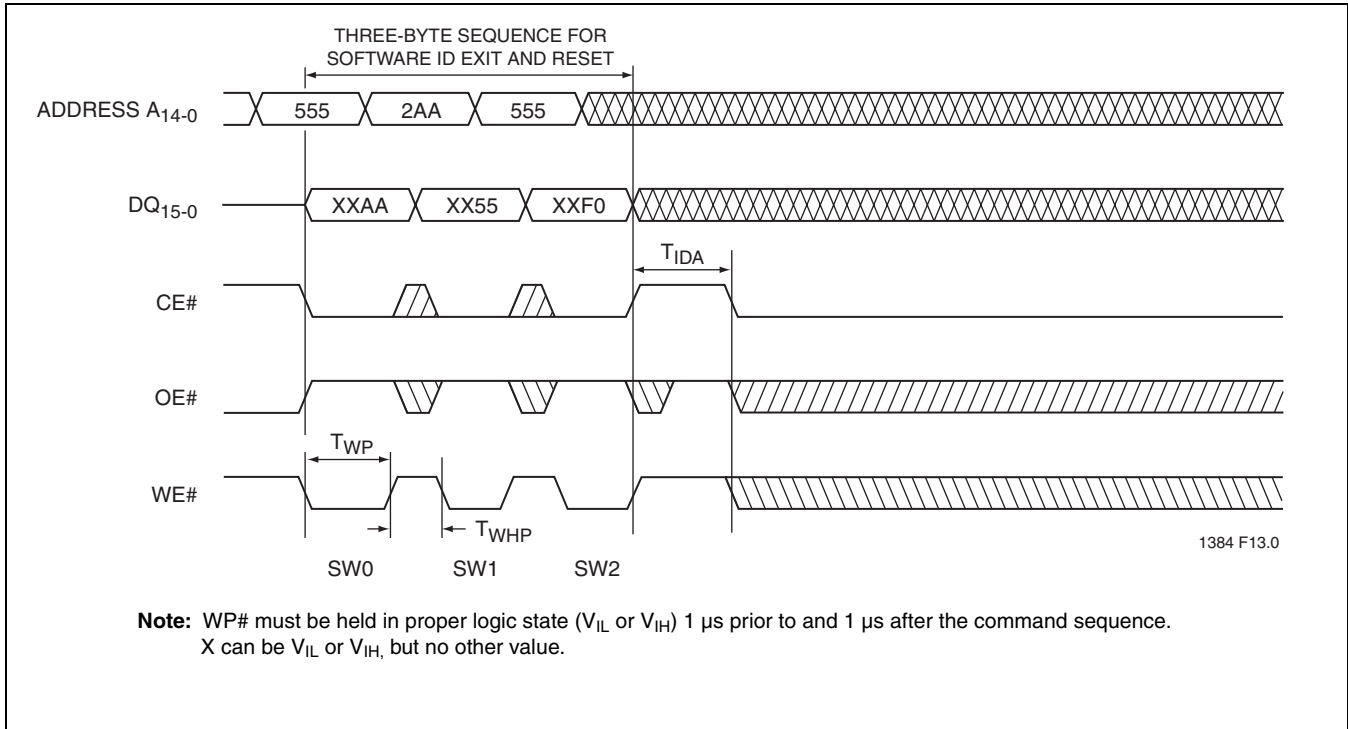 THREE-BYTE SEQUENCE FOR
SOFTWARE ID EXIT AND RESET
ADDRESS A14-0
555
2AA
555
DQ15-0
XXAA
XX55
XXF0
TIDA
CE#
OE#
TWP
WE#
TWHP
SW0
SW1
SW2
1384 F13.0
Note: WP# must be held in proper logic state (VIL or VIH) 1 µs prior to and 1 µs after the command sequence.
X can be VIL or VIH, but no other value.